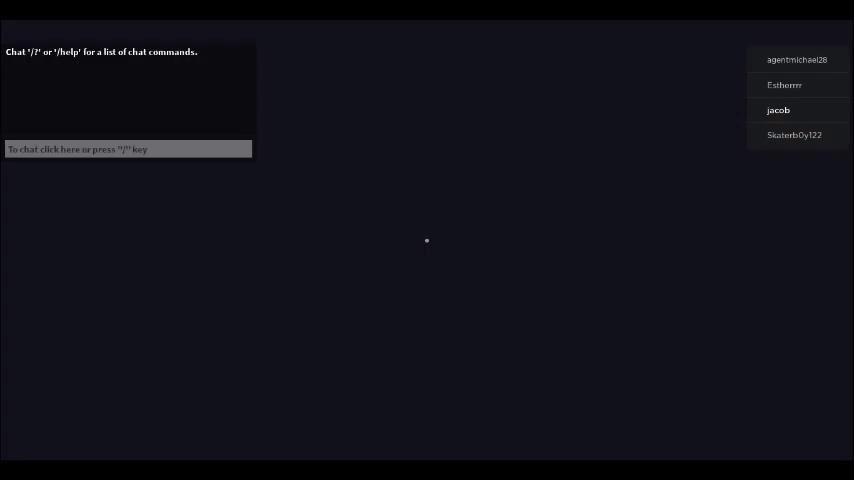 Chat '/?' or '/help' for a list of chat commands.
To chat click here or press "/" key
agentmichael28
Estherrrr
jacob
Skaterb0y122